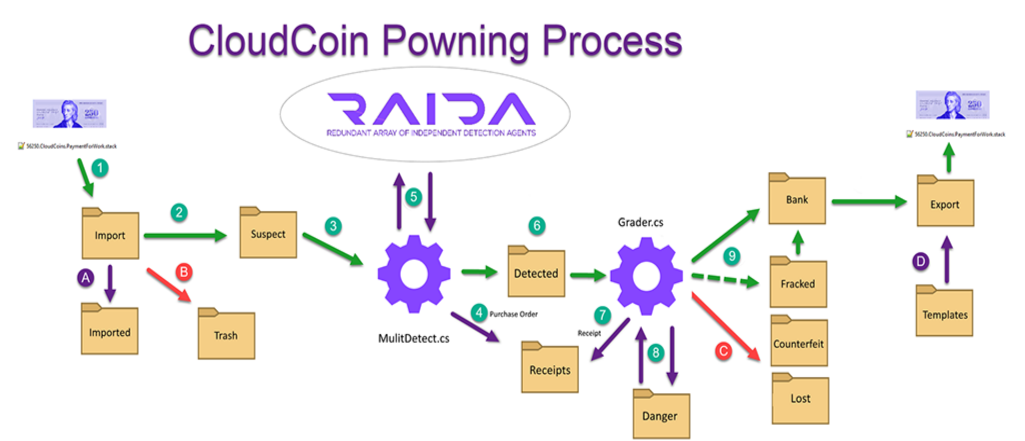 CloudCoin Powning Process
RAIDA
REDUNDANT ARRAY OF INDEPENDENT DETECTION AGENTS
250
56250.CloudCoins.PaymentForWork.stack
250
56250.CloudCoins.PaymentForWork.stack
1
Import
2
Suspect
3
5
6
Detected
Grader.cs
Bank
Export
A
B
Imported
Trash
MulitDetect.cs
4 Purchase Order
Receipts
7
Receipt
8
Danger
9
Fracked
C
Counterfeit
Lost
D
Templates